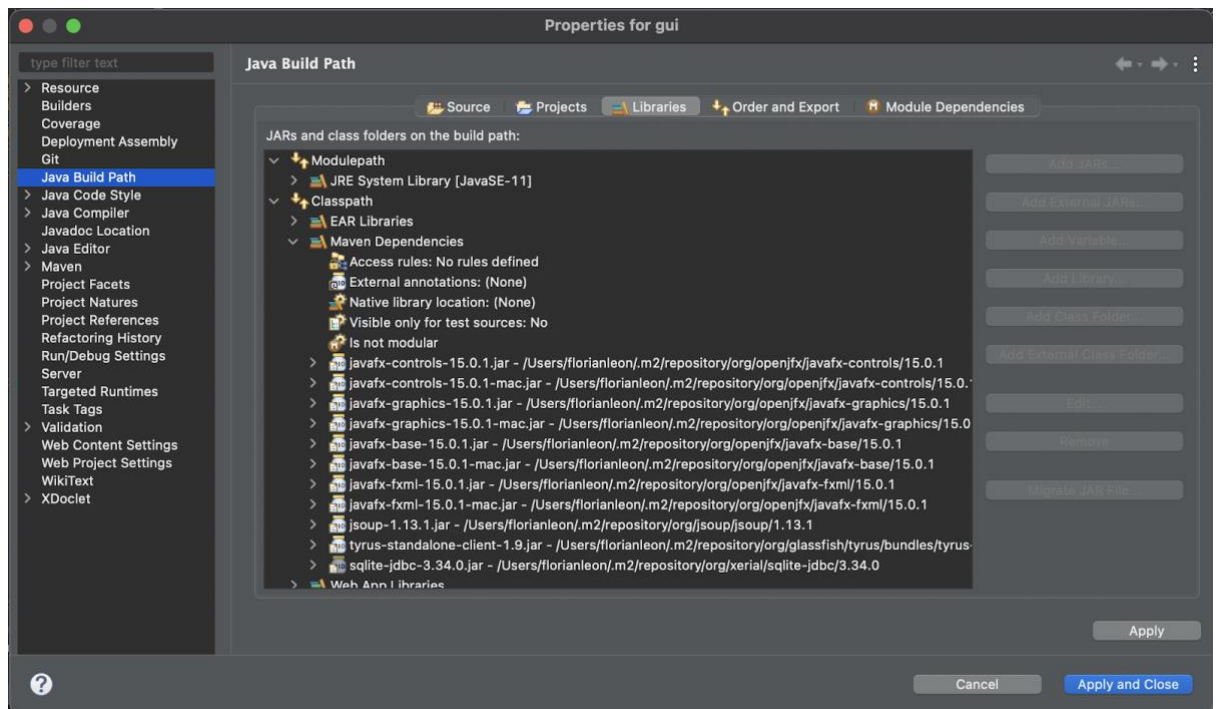 Properties for gui
type filter text
Resource
Builders
Coverage
Deployment Assembly
Git
Java Build Path
Java Code Style
Java Compiler
Javadoc Location
Java Editor
Maven
Project Facets
Project Natures
Project References
Refactoring History
Run/Debug Settings
Server
Targeted Runtimes
Task Tags
Validation
Web Content Settings
Web Project Settings
WikiText
XDoclet
Java Build Path
Source Projects Libraries Order and Export Module Dependencies
JARs and class folders on the build path:
Modulepath
JRE System Library [JavaSE-11]
Classpath
EAR Libraries
Maven Dependencies
Access rules: No rules defined
External annotations: (None)
Native library location: (None)
Visible only for test sources: No
Is not modular
javafx-controls-15.0.1.jar - /Users/florianleon/.m2/repository/org/openjfx/javafx-controls/15.0.1
javafx-controls-15.0.1-mac.jar - /Users/florianleon/.m2/repository/org/openjfx/javafx-controls/15.0.
javafx-graphics-15.0.1.jar - /Users/florianleon/.m2/repository/org/openjfx/javafx-graphics/15.0.1
javafx-graphics-15.0.1-mac.jar - /Users/florianleon/.m2/repository/org/openjfx/javafx-graphics/15.0
javafx-base-15.0.1.jar - /Users/florianleon/.m2/repository/org/openjfx/javafx-base/15.0.1
javafx-base-15.0.1-mac.jar - /Users/florianleon/.m2/repository/org/openjfx/javafx-base/15.0.1
javafx-fxml-15.0.1.jar - /Users/florianleon/.m2/repository/org/openjfx/javafx-fxml/15.0.1
javafx-fxml-15.0.1-mac.jar - /Users/florianleon/.m2/repository/org/openjfx/javafx-fxml/15.0.1
jsoup-1.13.1.jar - /Users/florianleon/.m2/repository/org/jsoup/jsoup/1.13.1
tyrus-standalone-client-1.9.jar - /Users/florianleon/.m2/repository/org/glassfish/tyrus/bundles/tyrus-
sqlite-jdbc-3.34.0.jar - /Users/florianleon/.m2/repository/org/xerial/sqlite-jdbc/3.34.0
Web App Libraries
Add JARs...
Add External JARs...
Add Variable...
Add Library...
Add Class Folder...
Add External Class Folder...
Edit...
Remove
Migrate JAR File...
Apply
Cancel Apply and Close